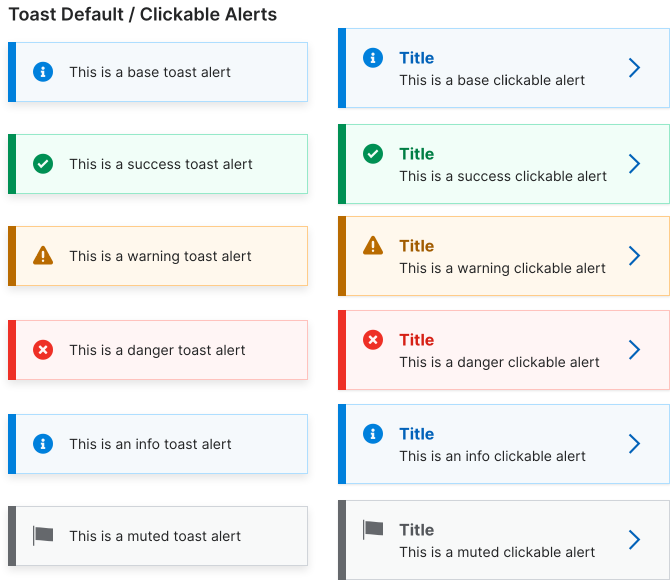 Toast Default / Clickable Alerts
This is a base toast alert
Title
This is a base clickable alert
This is a success toast alert
Title
This is a success clickable alert
This is a warning toast alert
Title
This is a warning clickable alert
This is a danger toast alert
Title
This is a danger clickable alert
This is an info toast alert
Title
This is an info clickable alert
This is a muted toast alert
Title
This is a muted clickable alert